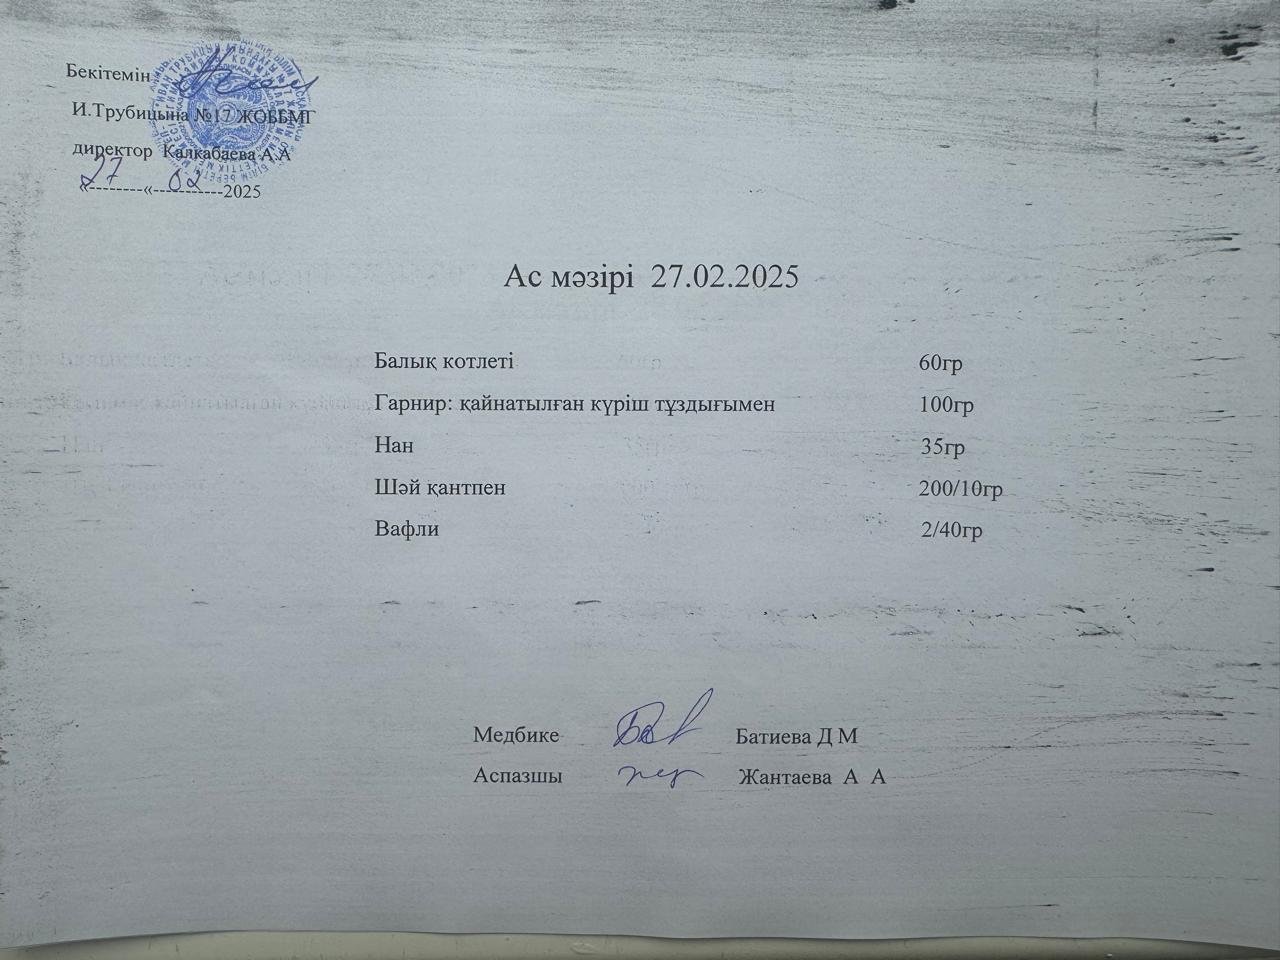 Бекітемін
И.Трубицына №17 ЖОББМГ
директор Калкабаева А.А
«--------«-----------2025
27 02
Ас мәзірі 27.02.2025
Балық котлеті 60гр
Гарнир: қайнатылған күріш тұздығымен 100гр
Нан 35гр
Шәй қантпен 200/10гр
Вафли 2/40гр
Медбике Батиева Д М
Аспазшы Жантаева А А